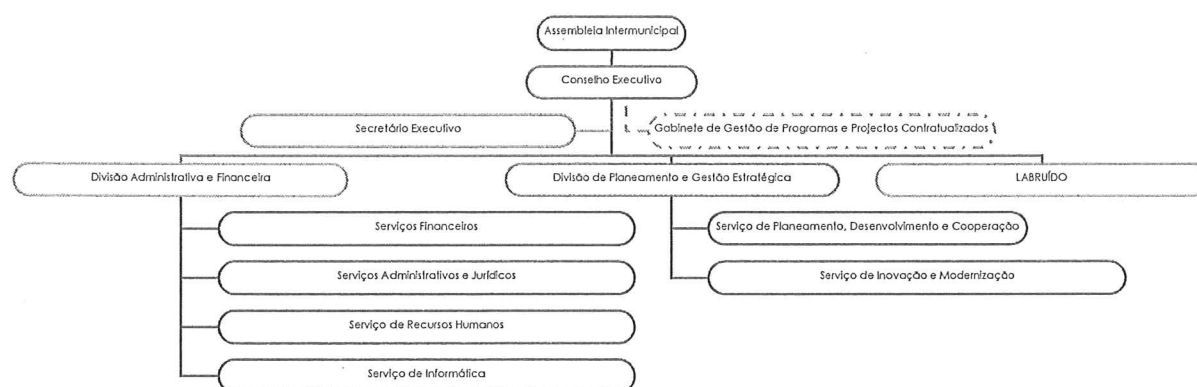 Assembleia Intermunicipal
Conselho Executivo
Secretário Executivo
Gabinete de Gestão de Programas e Projectos Contratualizados
Divisão Administrativa e Financeira
Divisão de Planeamento e Gestão Estratégica
LABRUÍDO
Serviços Financeiros
Serviço de Planeamento, Desenvolvimento e Cooperação
Serviços Administrativos e Jurídicos
Serviço de Inovação e Modernização
Serviço de Recursos Humanos
Serviço de Informática